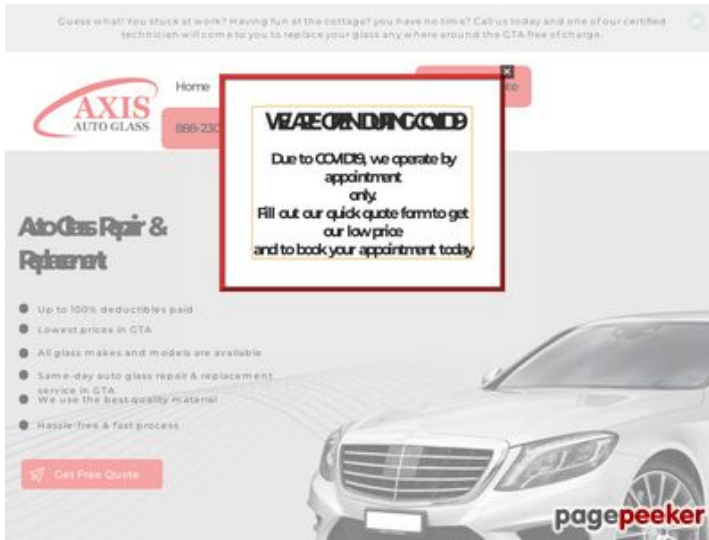 Guess what! You stuck at work? Having fun at the cottage? you have no time? Call us today and one of our certified
technician will come to you to replace your glass any where around the GTA free of charge.
Home
AXIS
AUTO GLASS
888-230
WE ARE OPEN DURING COVID19
Due to COVID19, we operate by
appointment
only.
Fill out our quick quote form to get
our low price
and to book your appointment today
Auto Glass Repair &
Replacement
Up to 100% deductibles paid
Lowest prices in GTA
All glass makes and models are available
Same-day auto glass repair & replacement
service in GTA
We use the best quality material
Hassle-free & fast process
Get Free Quote
pagepeeker